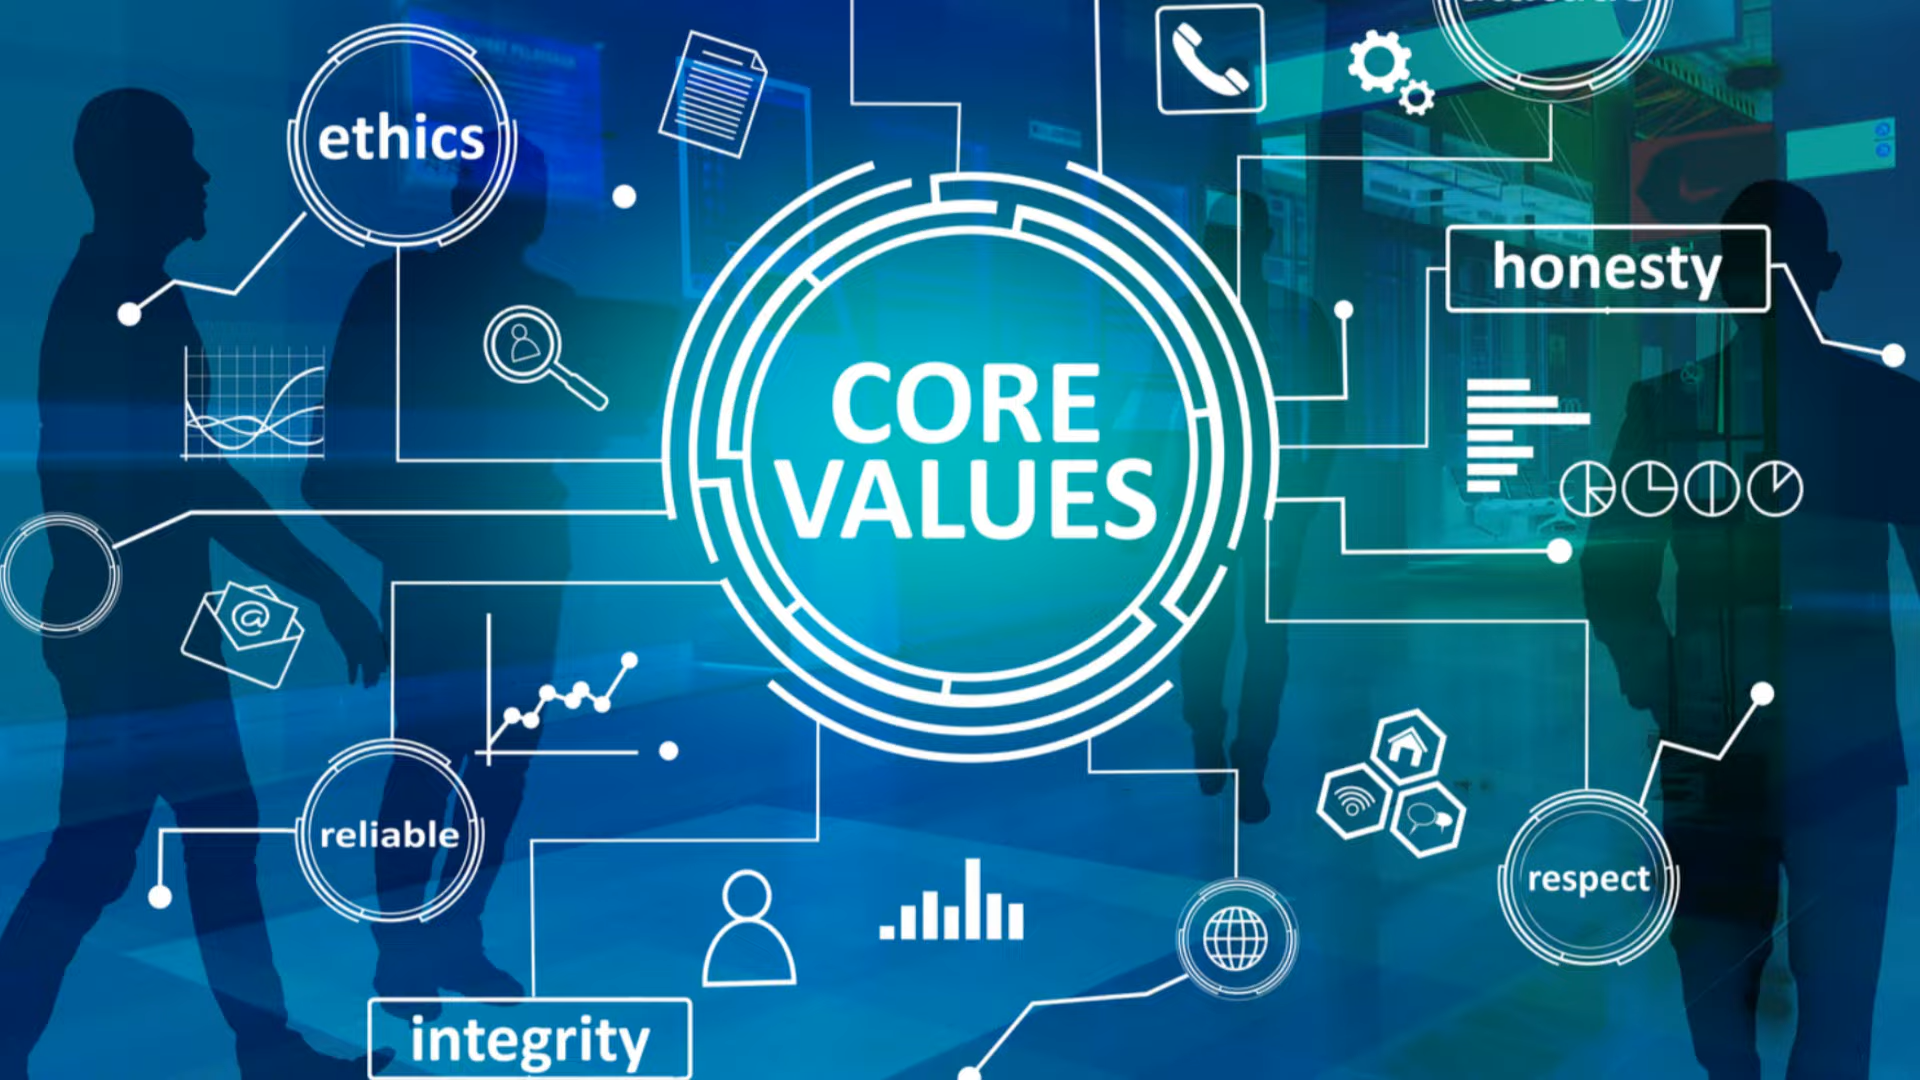 ethics
honesty
CORE
VALUES
@
reliable
respect
integrity